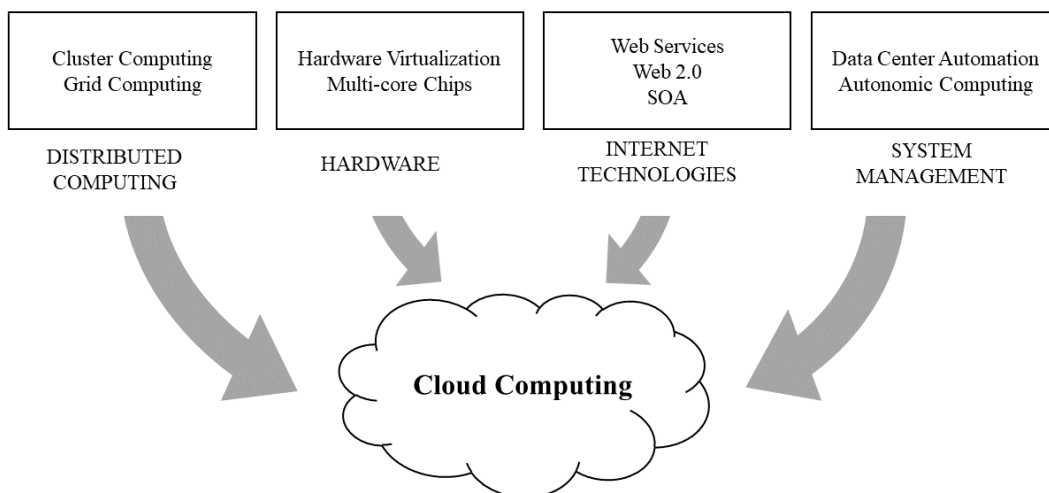 Cluster Computing
Grid Computing
DISTRIBUTED
COMPUTING
Hardware Virtualization
Multi-core Chips
HARDWARE
Web Services
Web 2.0
SOA
INTERNET
TECHNOLOGIES
Data Center Automation
Autonomic Computing
SYSTEM
MANAGEMENT
Cloud Computing